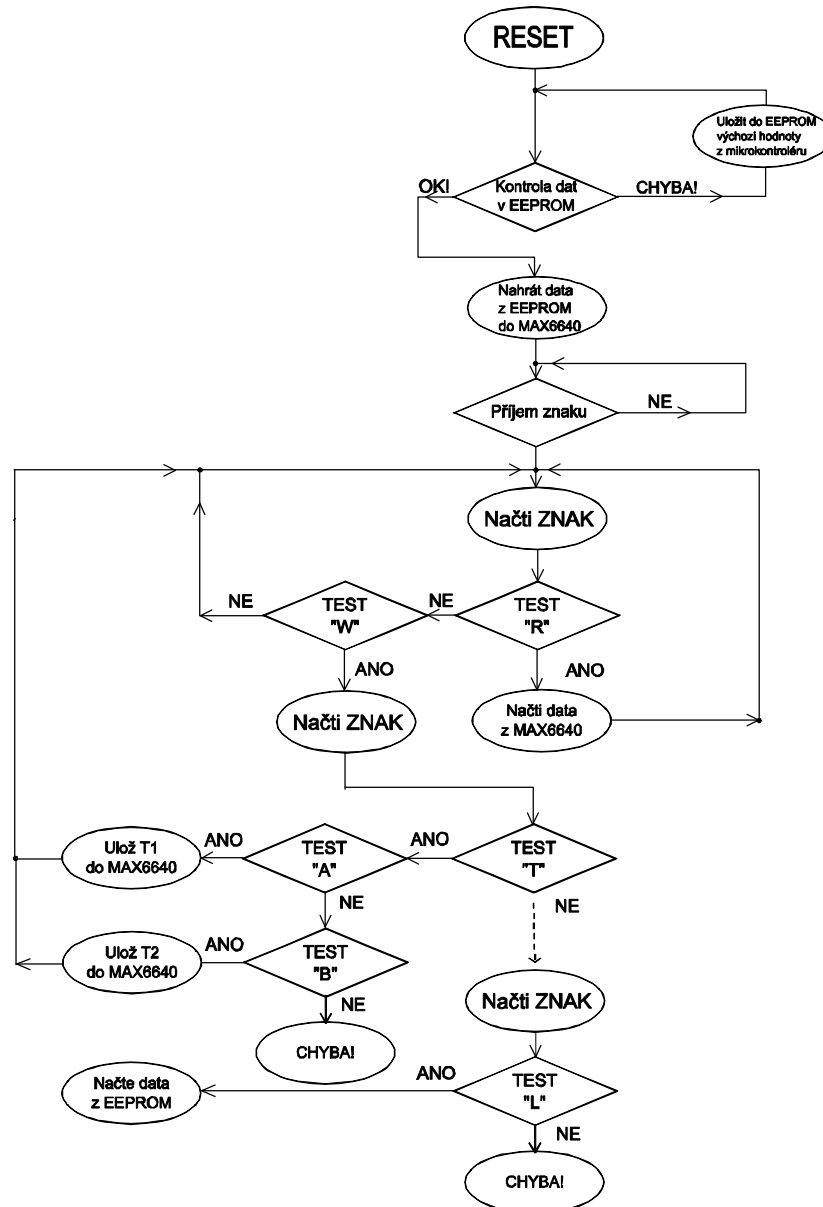 RESET
Uložit do EEPROM
výchozí hodnoty
z mikrokontroléru
OK!
Kontrola dat
v EEPROM
CHYBA!
Nahrát data
z EEPROM
do MAX6640
Příjem znaku
NE
Načti ZNAK
NE
TEST
"W"
NE
TEST
"R"
ANO
ANO
Načti ZNAK
Načti data
z MAX6640
Ulož T1
do MAX6640
ANO
TEST
"A"
ANO
TEST
"T"
NE
NE
Ulož T2
do MAX6640
ANO
TEST
"B"
NE
Načti ZNAK
CHYBA!
Načte data
z EEPROM
ANO
TEST
"L"
NE
CHYBA!